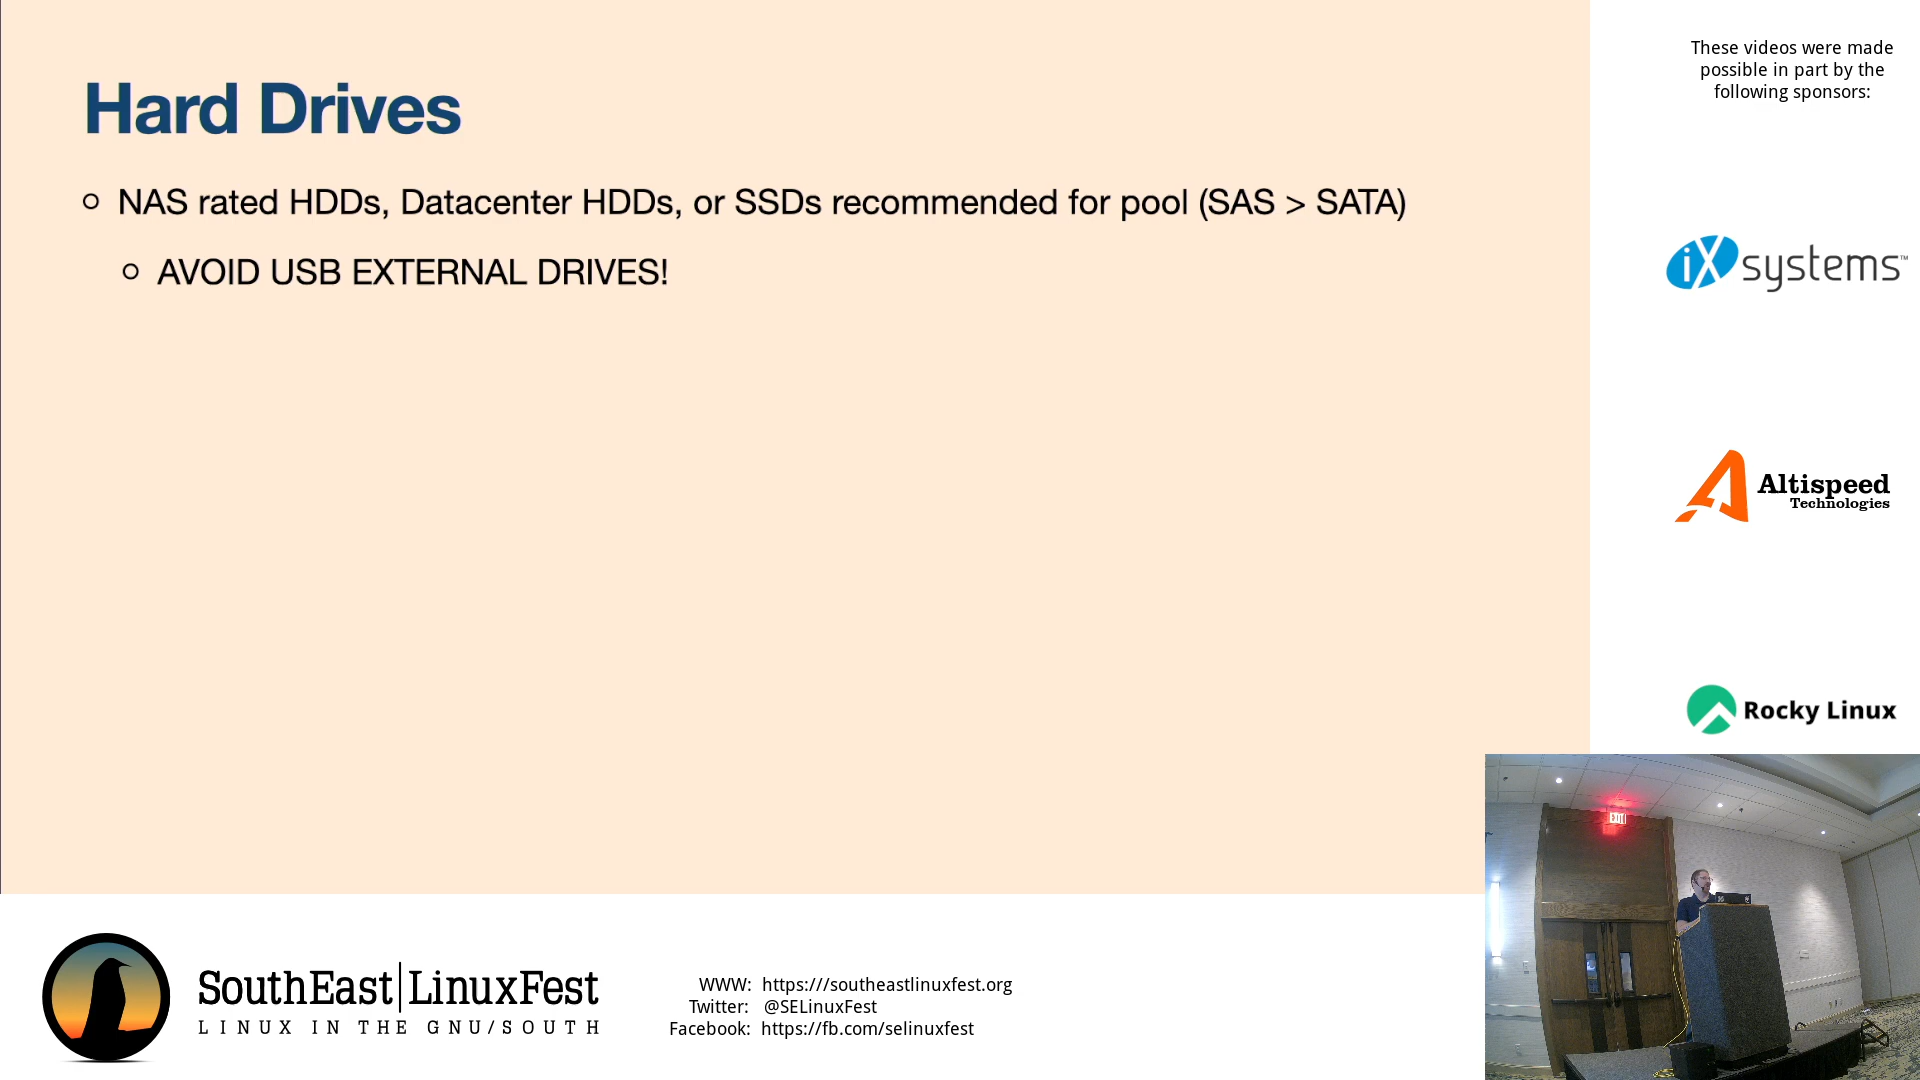 Hard Drives
NAS rated HDDs, Datacenter HDDs, or SSDs recommended for pool (SAS > SATA)
AVOID USB EXTERNAL DRIVES!
These videos were made
possible in part by the
following sponsors:
iXsystems™
Altispeed
Technologies
Rocky Linux
EXIT
SouthEast|LinuxFest
LINUX IN THE GNU/SOUTH
WWW: https:///southeastlinuxfest.org
Twitter: @SELinuxFest
Facebook: https://fb.com/selinuxfest